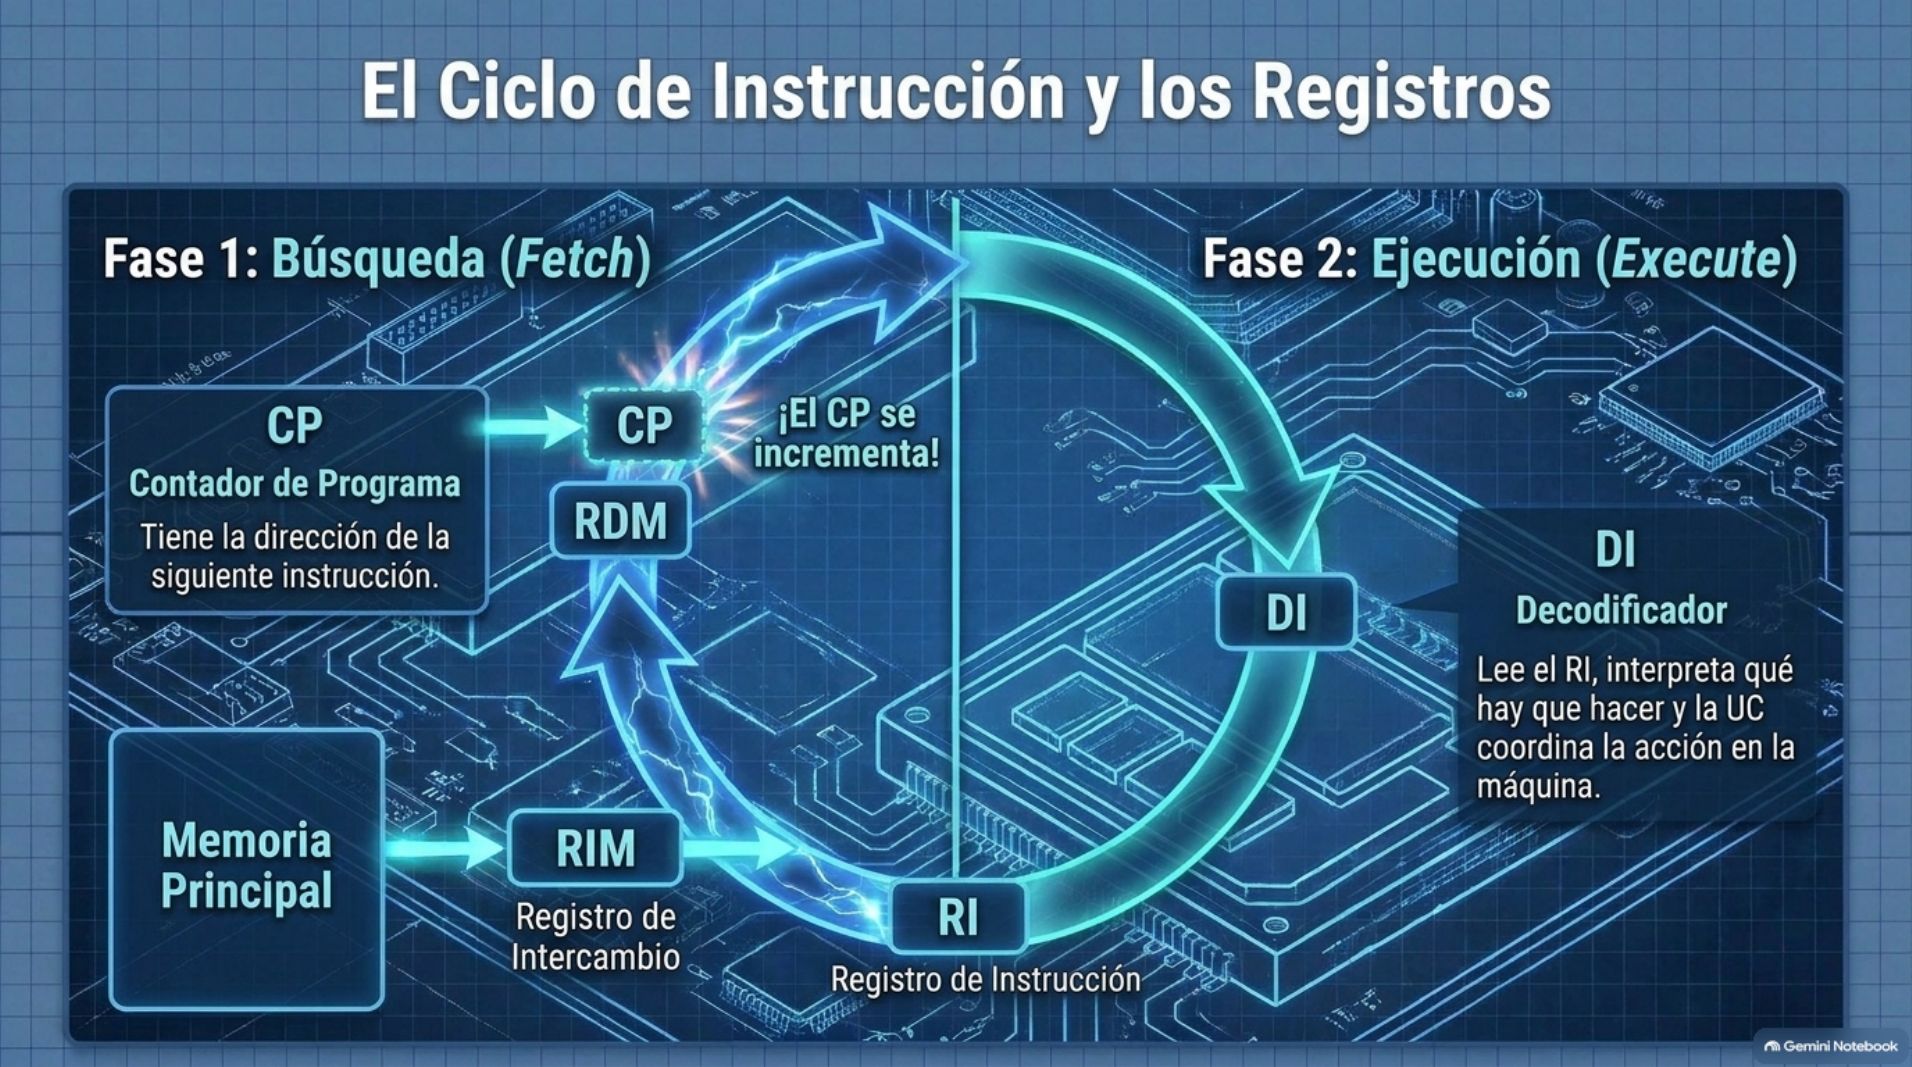 El Ciclo de Instrucción y los Registros
Fase 1: Búsqueda (Fetch)
CP
Contador de Programa
Tiene la dirección de la
siguiente instrucción.
CP
¡El CP se
incrementa!
RDM
Memoria
Principal
RIM
Registro de
Intercambio
RI
Registro de Instrucción
Fase 2: Ejecución (Execute)
DI
DI
Decodificador
Lee el RI, interpreta qué
hay que hacer y la UC
coordina la acción en la
máquina.
Gemini Notebook